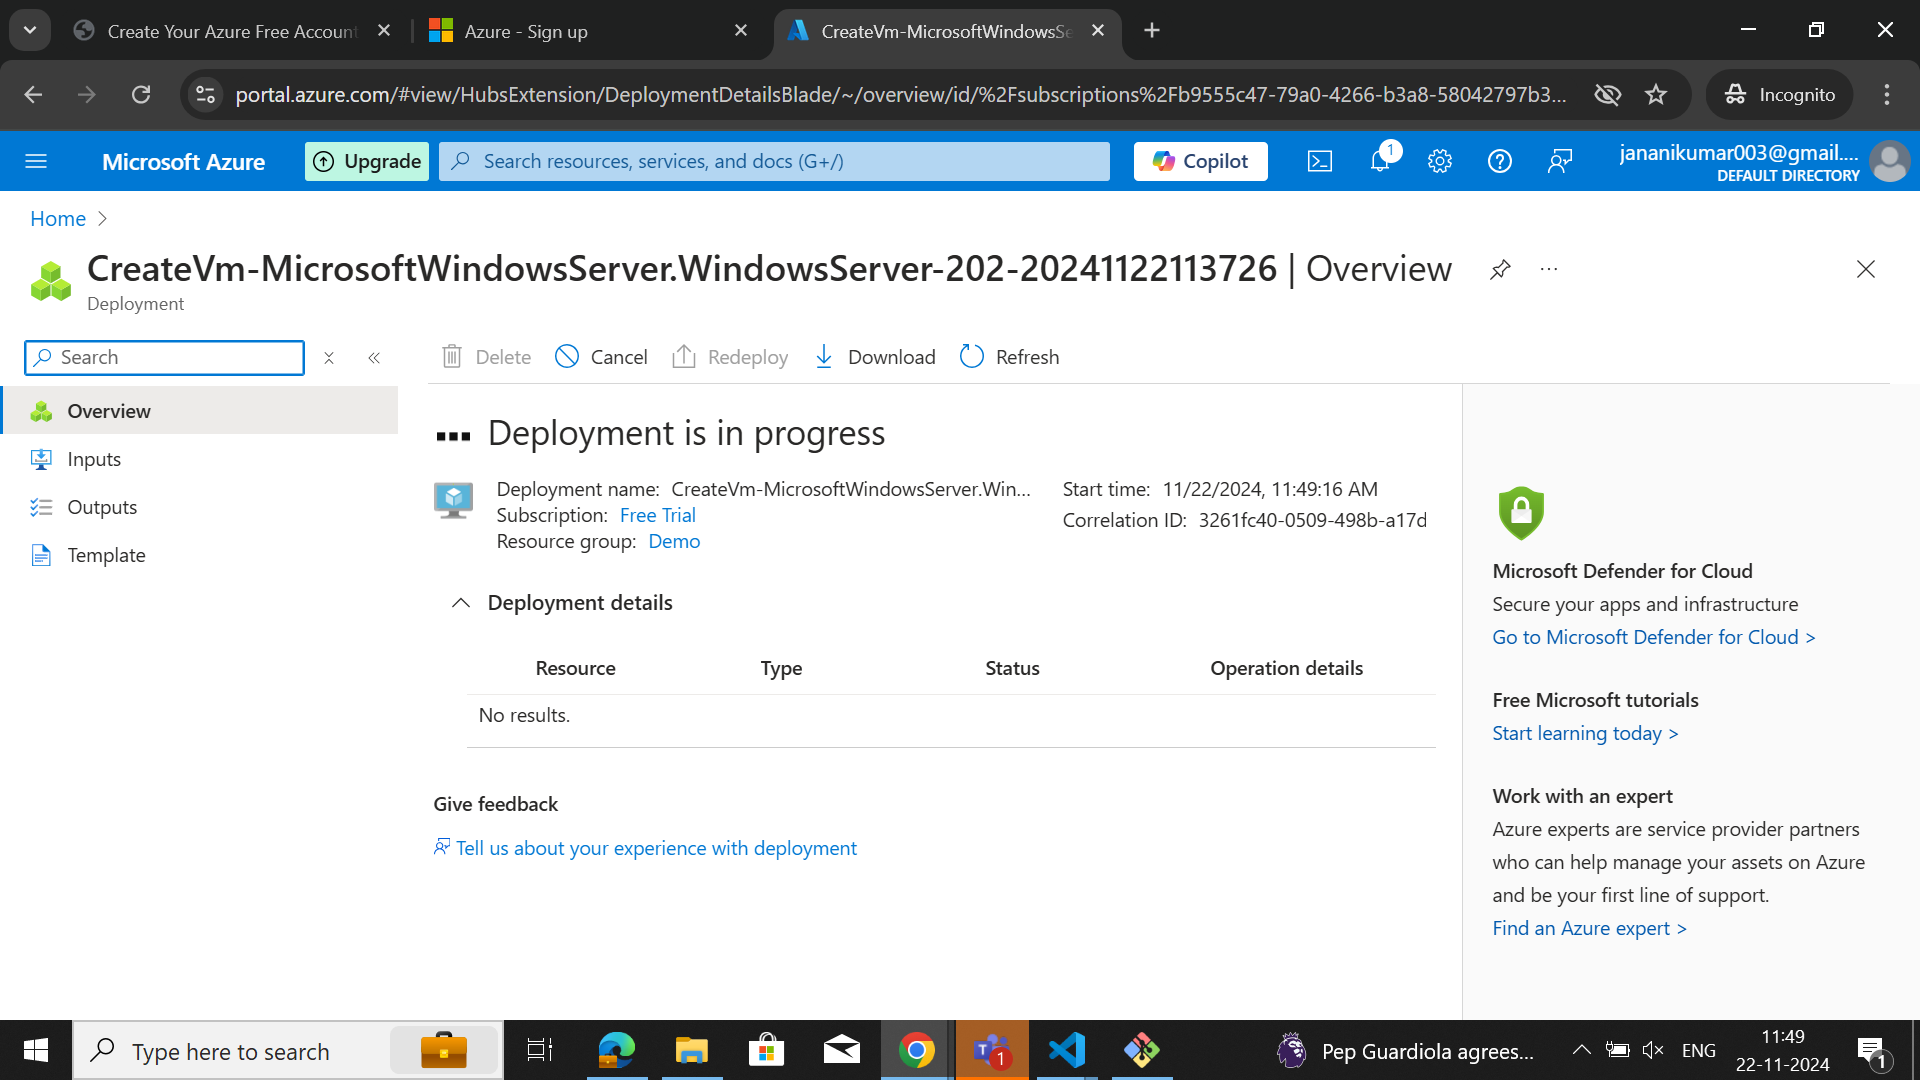 Create Your Azure Free Account
Azure - Sign up
CreateVm-MicrosoftWindowsSe
portal.azure.com/#view/HubsExtension/DeploymentDetailsBlade/~/overview/id/%2Fsubscriptions%2Fb9555c47-79a0-4266-b3a8-58042797b3...
Incognito
Microsoft Azure
Upgrade
Search resources, services, and docs (G+/)
Copilot
1
jananikumar003@gmail....
DEFAULT DIRECTORY
Home
CreateVm-MicrosoftWindowsServer.WindowsServer-202-20241122113726 | Overview
Deployment
Search
Delete
Cancel
Redeploy
Download
Refresh
Overview
Inputs
Outputs
Template
Deployment is in progress
Deployment name: CreateVm-MicrosoftWindowsServer.Win...
Subscription: Free Trial
Resource group: Demo
Start time: 11/22/2024, 11:49:16 AM
Correlation ID: 3261fc40-0509-498b-a17d
Deployment details
Resource Type Status Operation details
No results.
Give feedback
Tell us about your experience with deployment
Microsoft Defender for Cloud
Secure your apps and infrastructure
Go to Microsoft Defender for Cloud >
Free Microsoft tutorials
Start learning today >
Work with an expert
Azure experts are service provider partners
who can help manage your assets on Azure
and be your first line of support.
Find an Azure expert >
Type here to search
T
1
Pep Guardiola agrees...
ENG
11:49
22-11-2024
1